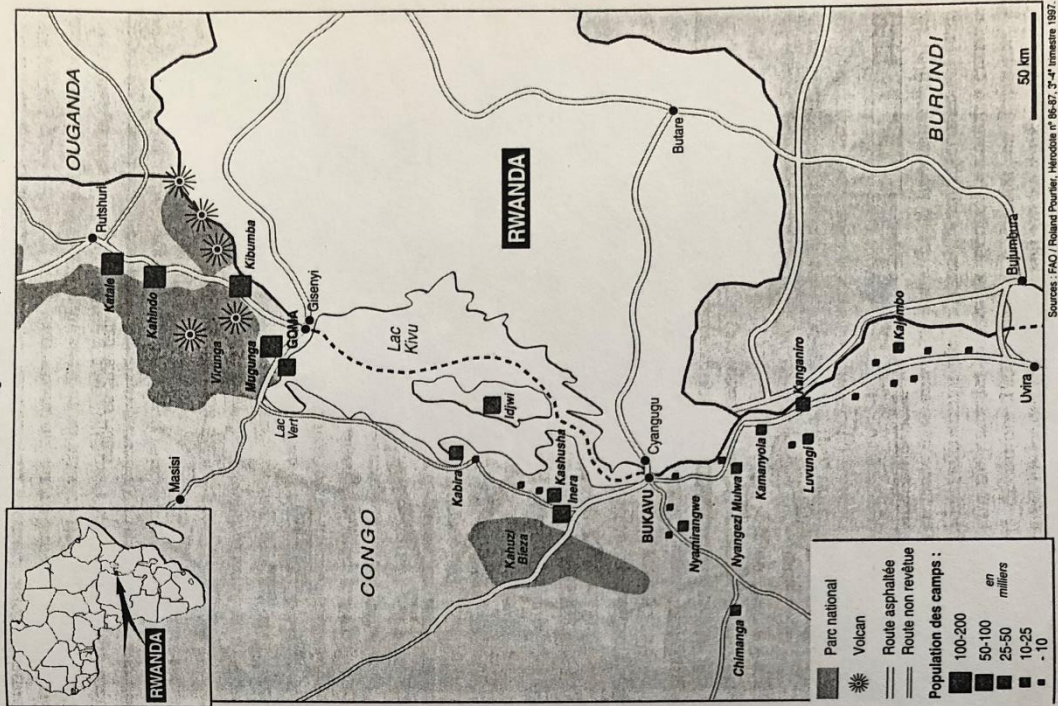 OUGANDA
Rutshuru
Katale
Kahindo
Kibumba
Virunga
Mugunga
GOMA
Gisenyi
Masisi
Lac
Vert
Lac
Kivu
RWANDA
CONGO
Idjwi
Kabira
Kashusha
Inera
Kahuzi
Bieza
BUKAVU
Cyangugu
Butare
Nyamirangwe
Nyangezi Mulwa
Chimanga
Kamanyola
Luvungi
Kanganiro
Kajembo
BURUNDI
Bujumbura
Uvira
50 km
RWANDA
Parc national
Volcan
Route asphaltée
Route non revêtue
Population des camps :
en
milliers
100-200
50-100
25-50
10-25
- 10
Sources : FAO / Roland Pourtier, Hérodote n° 86-87, 3e-4e trimestre 1997.